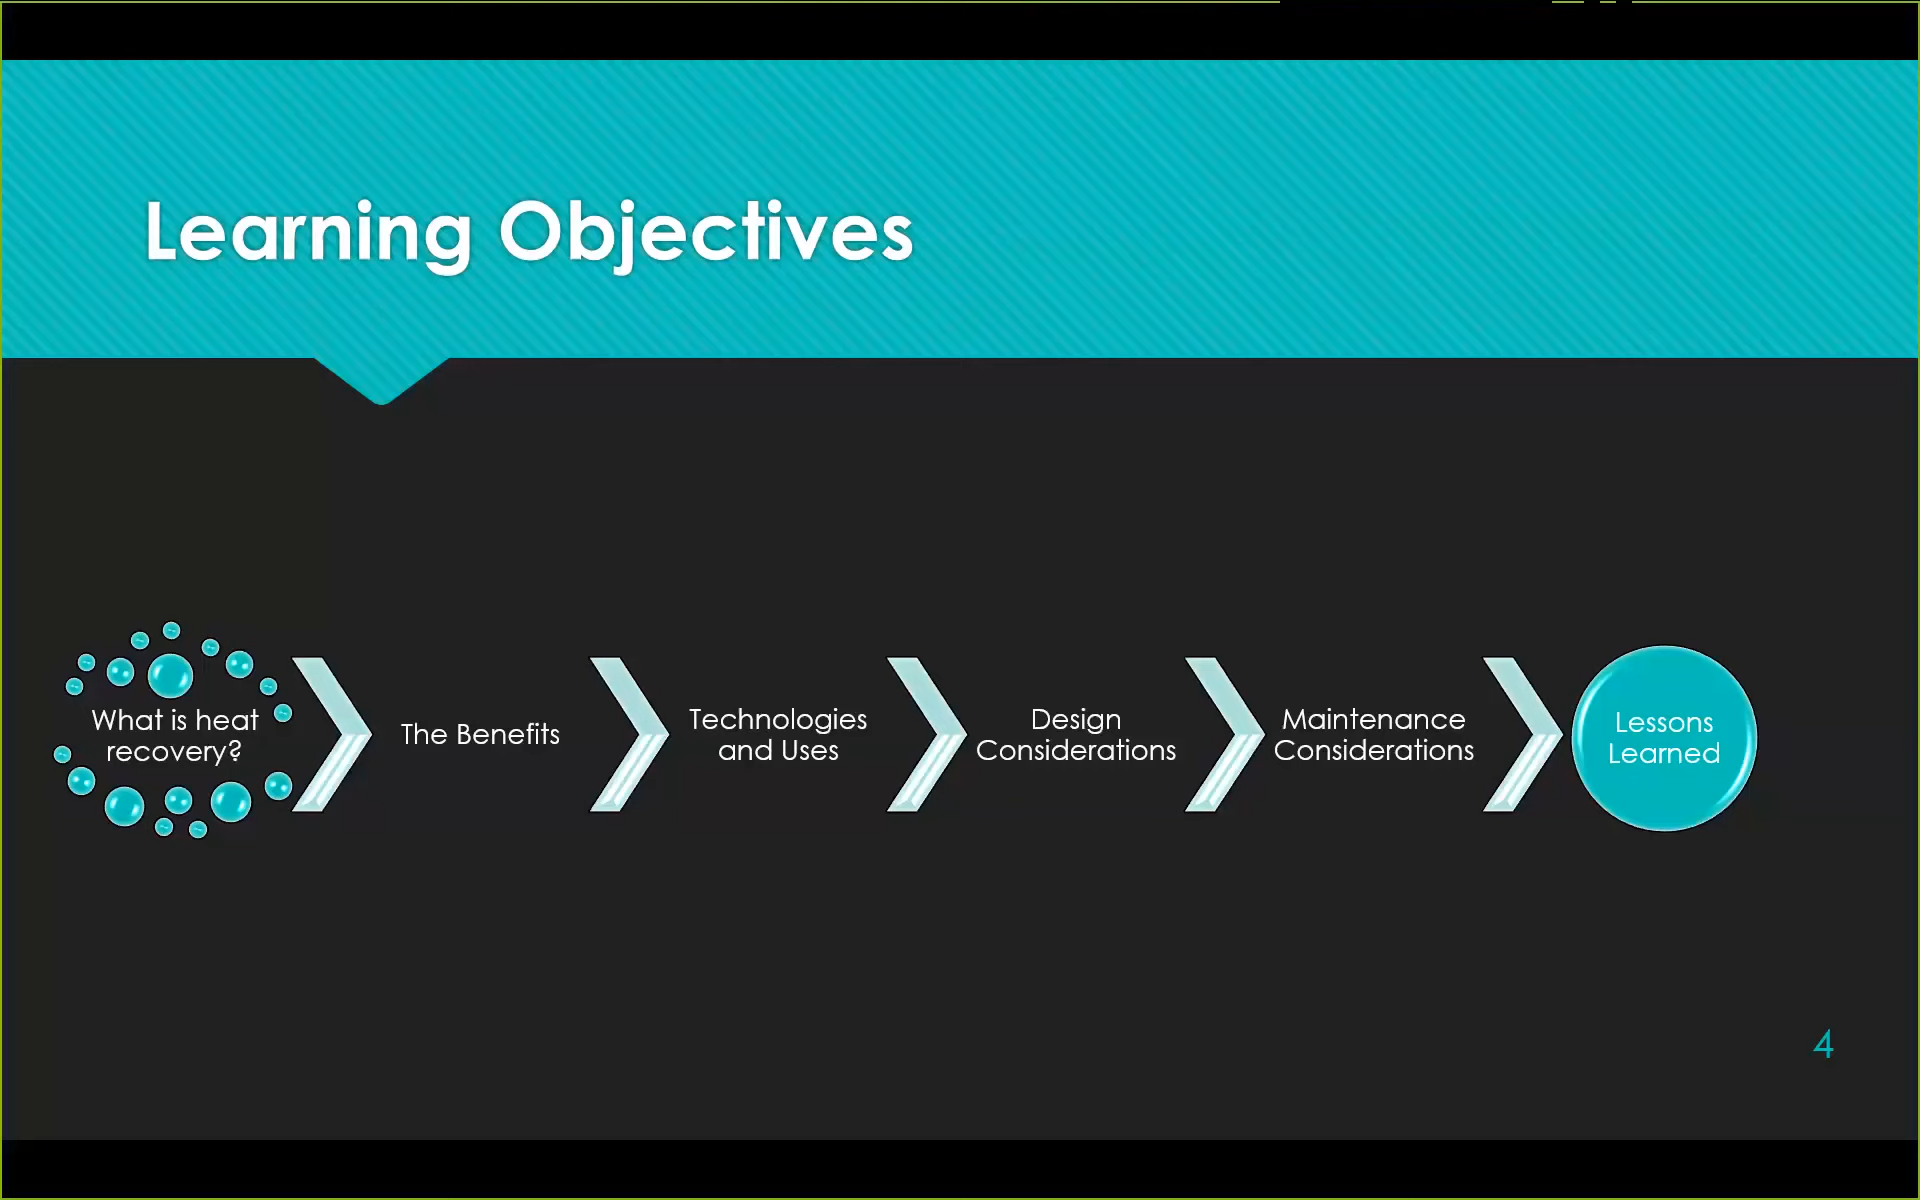 Learning Objectives
What is heat
recovery?
The Benefits
Technologies
and Uses
Design
Considerations
Maintenance
Considerations
Lessons
Learned
4